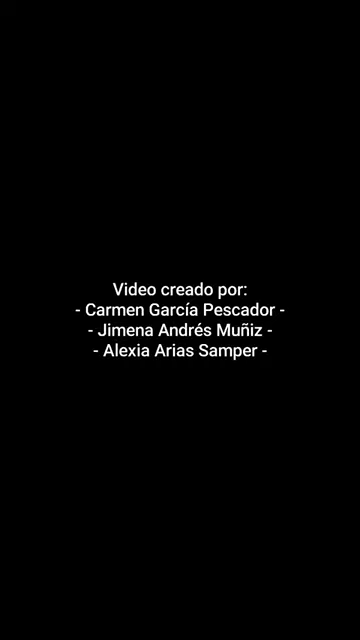 Video creado por:
- Carmen García Pescador -
- Jimena Andrés Muñiz -
- Alexia Arias Samper -